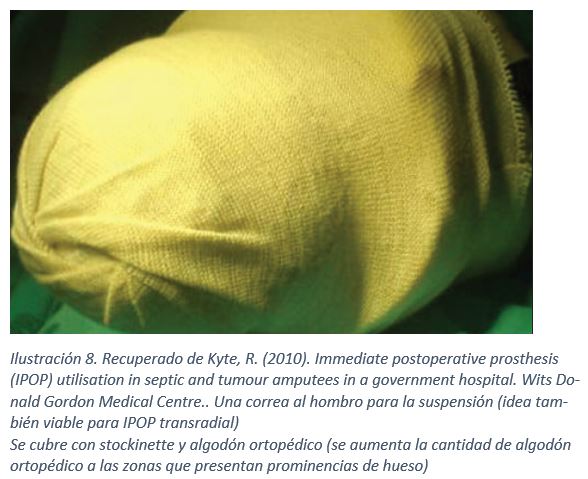 Ilustración 8. Recuperado de Kyte, R. (2010). Immediate postoperative prosthesis
(IPOP) utilisation in septic and tumour amputees in a government hospital. Wits Do-
nald Gordon Medical Centre.. Una correa al hombro para la suspensión (idea tam-
bién viable para IPOP transradial)
Se cubre con stockinette y algodón ortopédico (se aumenta la cantidad de algodón
ortopédico a las zonas que presentan prominencias de hueso)